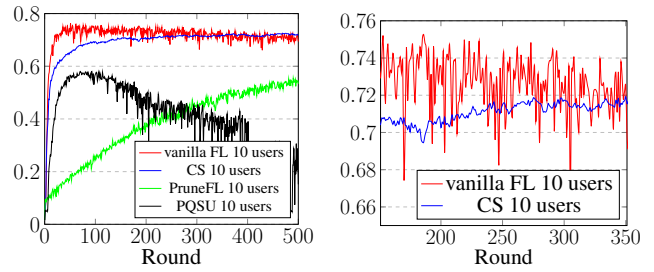 0.8
0.6
0.4
0.2
0
0
100
200
300
400
500
Round
vanilla FL 10 users
CS 10 users
PruneFL 10 users
PQSU 10 users
0.76
0.74
0.72
0.7
0.68
0.66
200
250
300
350
Round
vanilla FL 10 users
CS 10 users